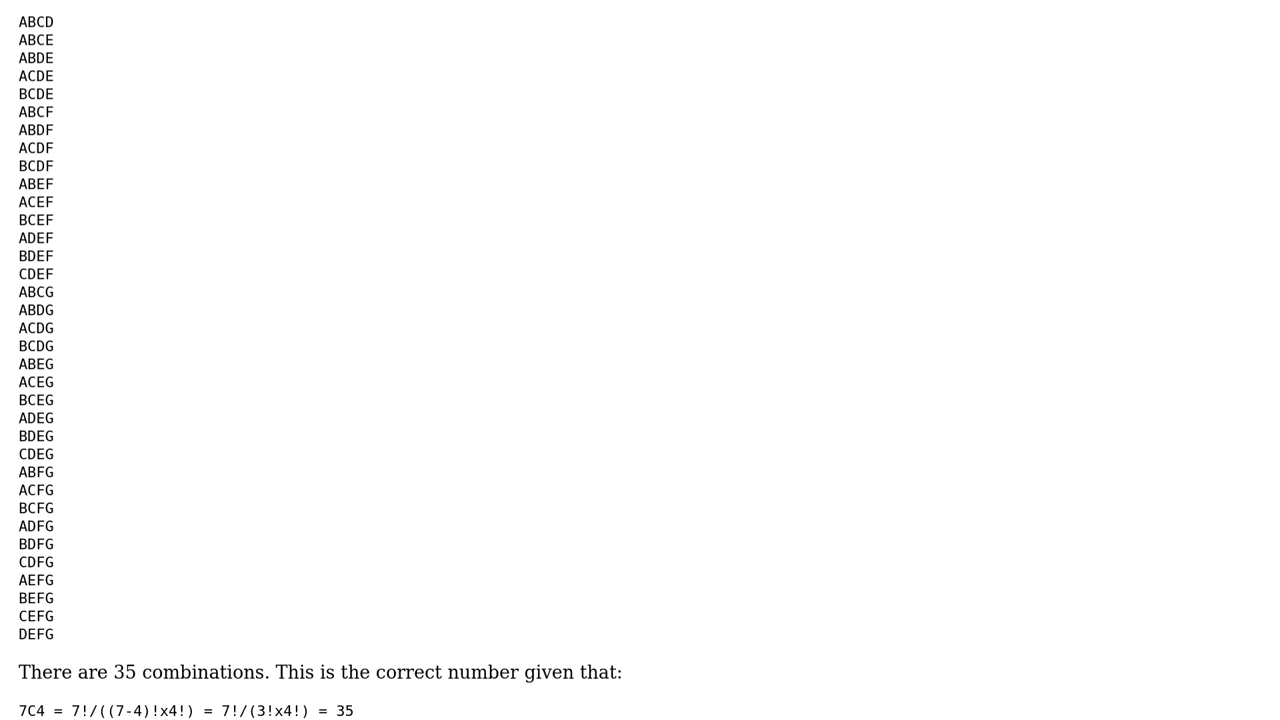 ABCD
ABCE
ABDE
ACDE
BCDE
ABCF
ABDF
ACDF
BCDF
ABEF
ACEF
BCEF
ADEF
BDEF
CDEF
ABCG
ABDG
ACDG
BCDG
ABEG
ACEG
BCEG
ADEG
BDEG
CDEG
ABFG
ACFG
BCFG
ADFG
BDFG
CDFG
AEFG
BEFG
CEFG
DEFG
There are 35 combinations. This is the correct number given that:
7C4 = 7!/((7-4)!x4!) = 7!/(3!x4!) = 35